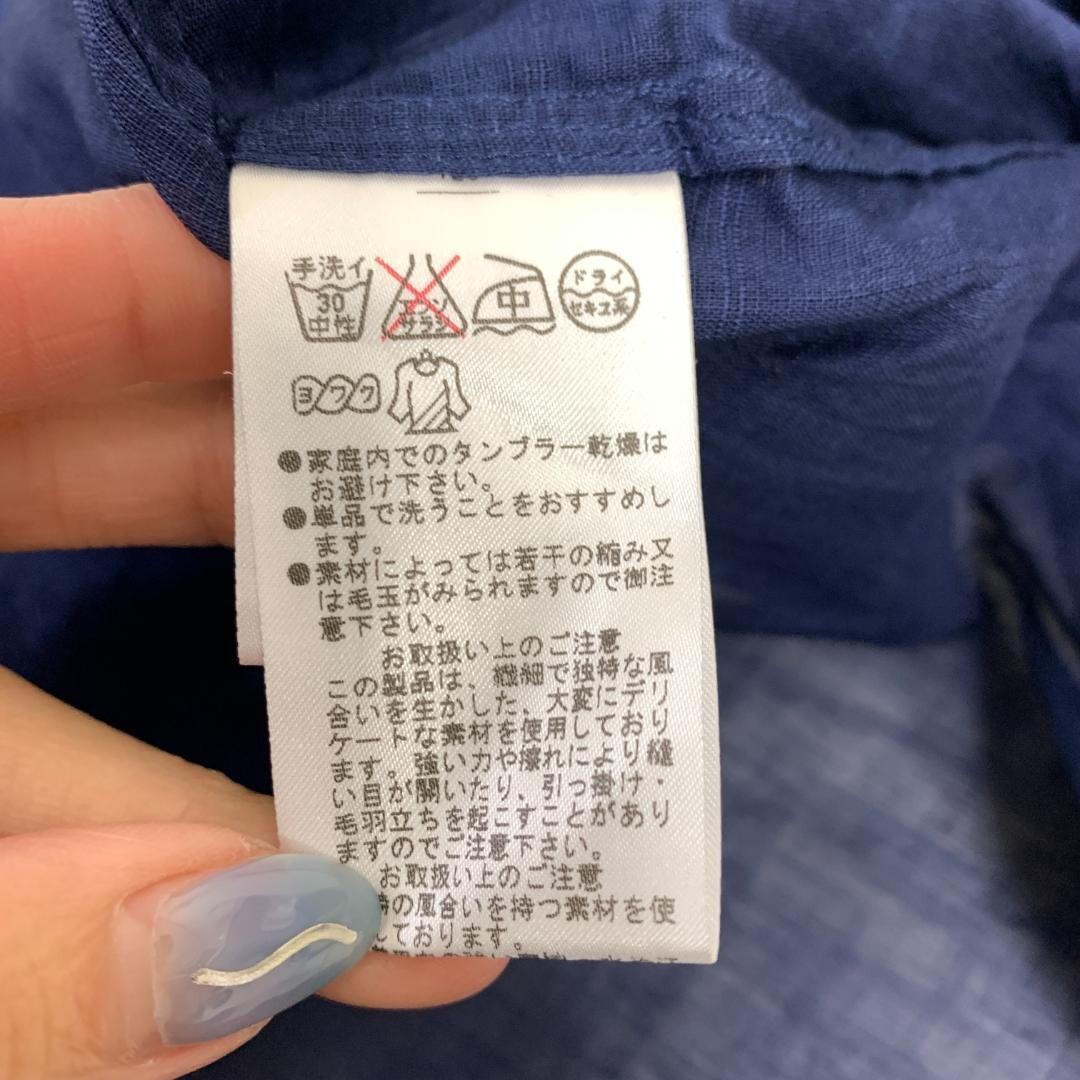 手洗イ
30
中性
エンソ
サラシ
中
ドライ
セキユ系
ヨワク
●家庭内でのタンブラー乾燥は
お避け下さい。
●単品で洗うことをおすすめし
ます。
●素材によっては若干の縮み又
は毛玉がみられますので御注
意下さい。
お取扱い上のご注意
この製品は、繊細で独特な風
合いを生かした、大変にデリ
ケートな素材を使用しており
ます。強い力や擦れにより縫
い目が開いたり、引っ掛け・
毛羽立ちを起こすことがあり
ますのでご注意下さい。
お取扱い上のご注意
の風合いを持つ素材を使
しております。